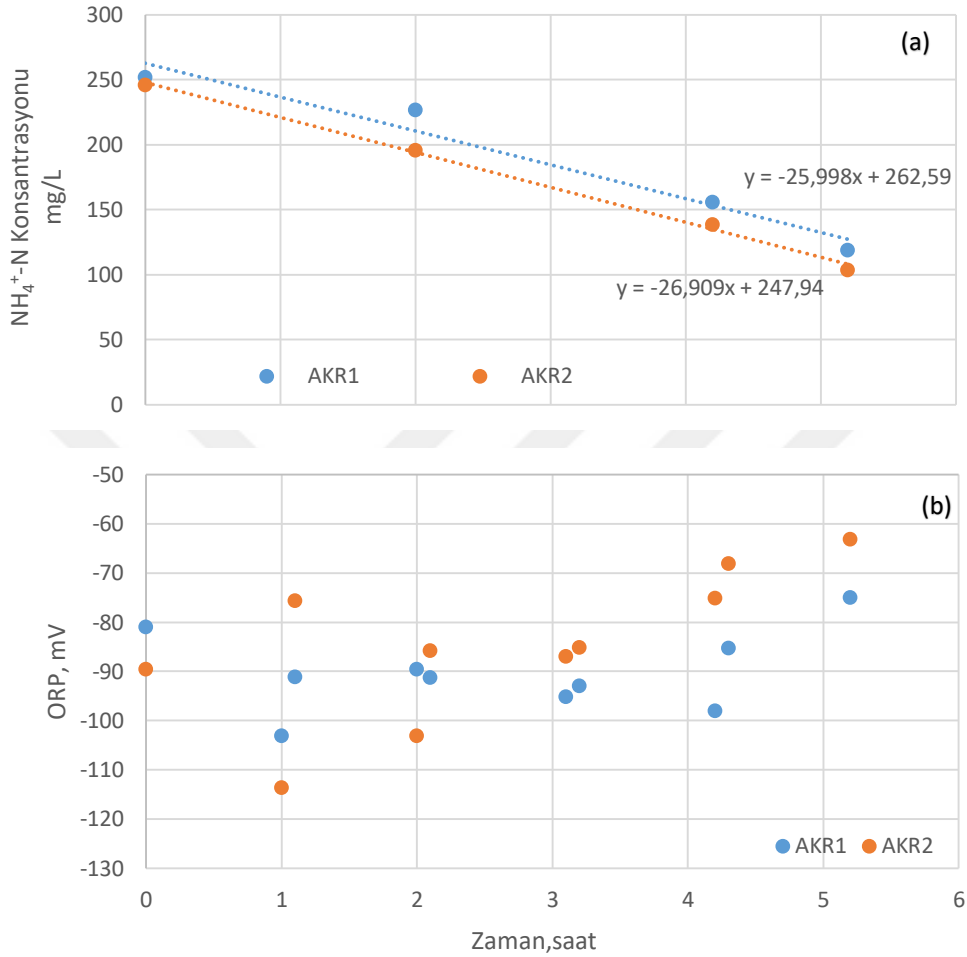 300
(a)
250
200
y = -25,998x + 262,59
150
100
y = -26,909x + 247,94
50
AKR1 AKR2
0
NH₄⁺-N Konsantrasyonu
mg/L
-50
(b)
-60
-70
-80
-90
-100
-110
-120
AKR1 AKR2
-130
0 1 2 3 4 5 6
ORP, mV
Zaman,saat